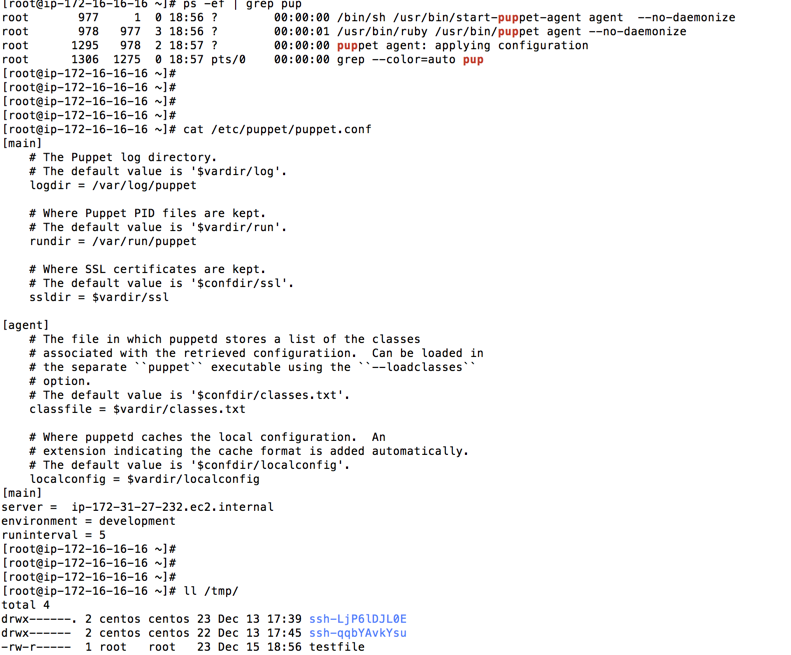 [root@ip-172-16-16-16 ~]# ps -ef | grep pup
root       977     1  0 18:56 ?        00:00:00 /bin/sh /usr/bin/start-puppet-agent agent  --no-daemonize
root       978   977  3 18:56 ?        00:00:01 /usr/bin/ruby /usr/bin/puppet agent --no-daemonize
root      1295   978  2 18:57 ?        00:00:00 puppet agent: applying configuration
root      1306  1275  0 18:57 pts/0    00:00:00 grep --color=auto pup
[root@ip-172-16-16-16 ~]#
[root@ip-172-16-16-16 ~]#
[root@ip-172-16-16-16 ~]#
[root@ip-172-16-16-16 ~]#
[root@ip-172-16-16-16 ~]# cat /etc/puppet/puppet.conf
[main]
    # The Puppet log directory.
    # The default value is '$vardir/log'.
    logdir = /var/log/puppet

    # Where Puppet PID files are kept.
    # The default value is '$vardir/run'.
    rundir = /var/run/puppet

    # Where SSL certificates are kept.
    # The default value is '$confdir/ssl'.
    ssldir = $vardir/ssl

[agent]
    # The file in which puppetd stores a list of the classes
    # associated with the retrieved configuratiion.  Can be loaded in
    # the separate ``puppet`` executable using the ``--loadclasses``
    # option.
    # The default value is '$confdir/classes.txt'.
    classfile = $vardir/classes.txt

    # Where puppetd caches the local configuration.  An
    # extension indicating the cache format is added automatically.
    # The default value is '$confdir/localconfig'.
    localconfig = $vardir/localconfig
[main]
server =  ip-172-31-27-232.ec2.internal
environment = development
runinterval = 5
[root@ip-172-16-16-16 ~]#
[root@ip-172-16-16-16 ~]#
[root@ip-172-16-16-16 ~]#
[root@ip-172-16-16-16 ~]# ll /tmp/
total 4
drwx------. 2 centos centos 23 Dec 13 17:39 ssh-LjP6lDJL0E
drwx------  2 centos centos 22 Dec 13 17:45 ssh-qqbYAvkYsu
-rw-r-----  1 root   root   23 Dec 15 18:56 testfile